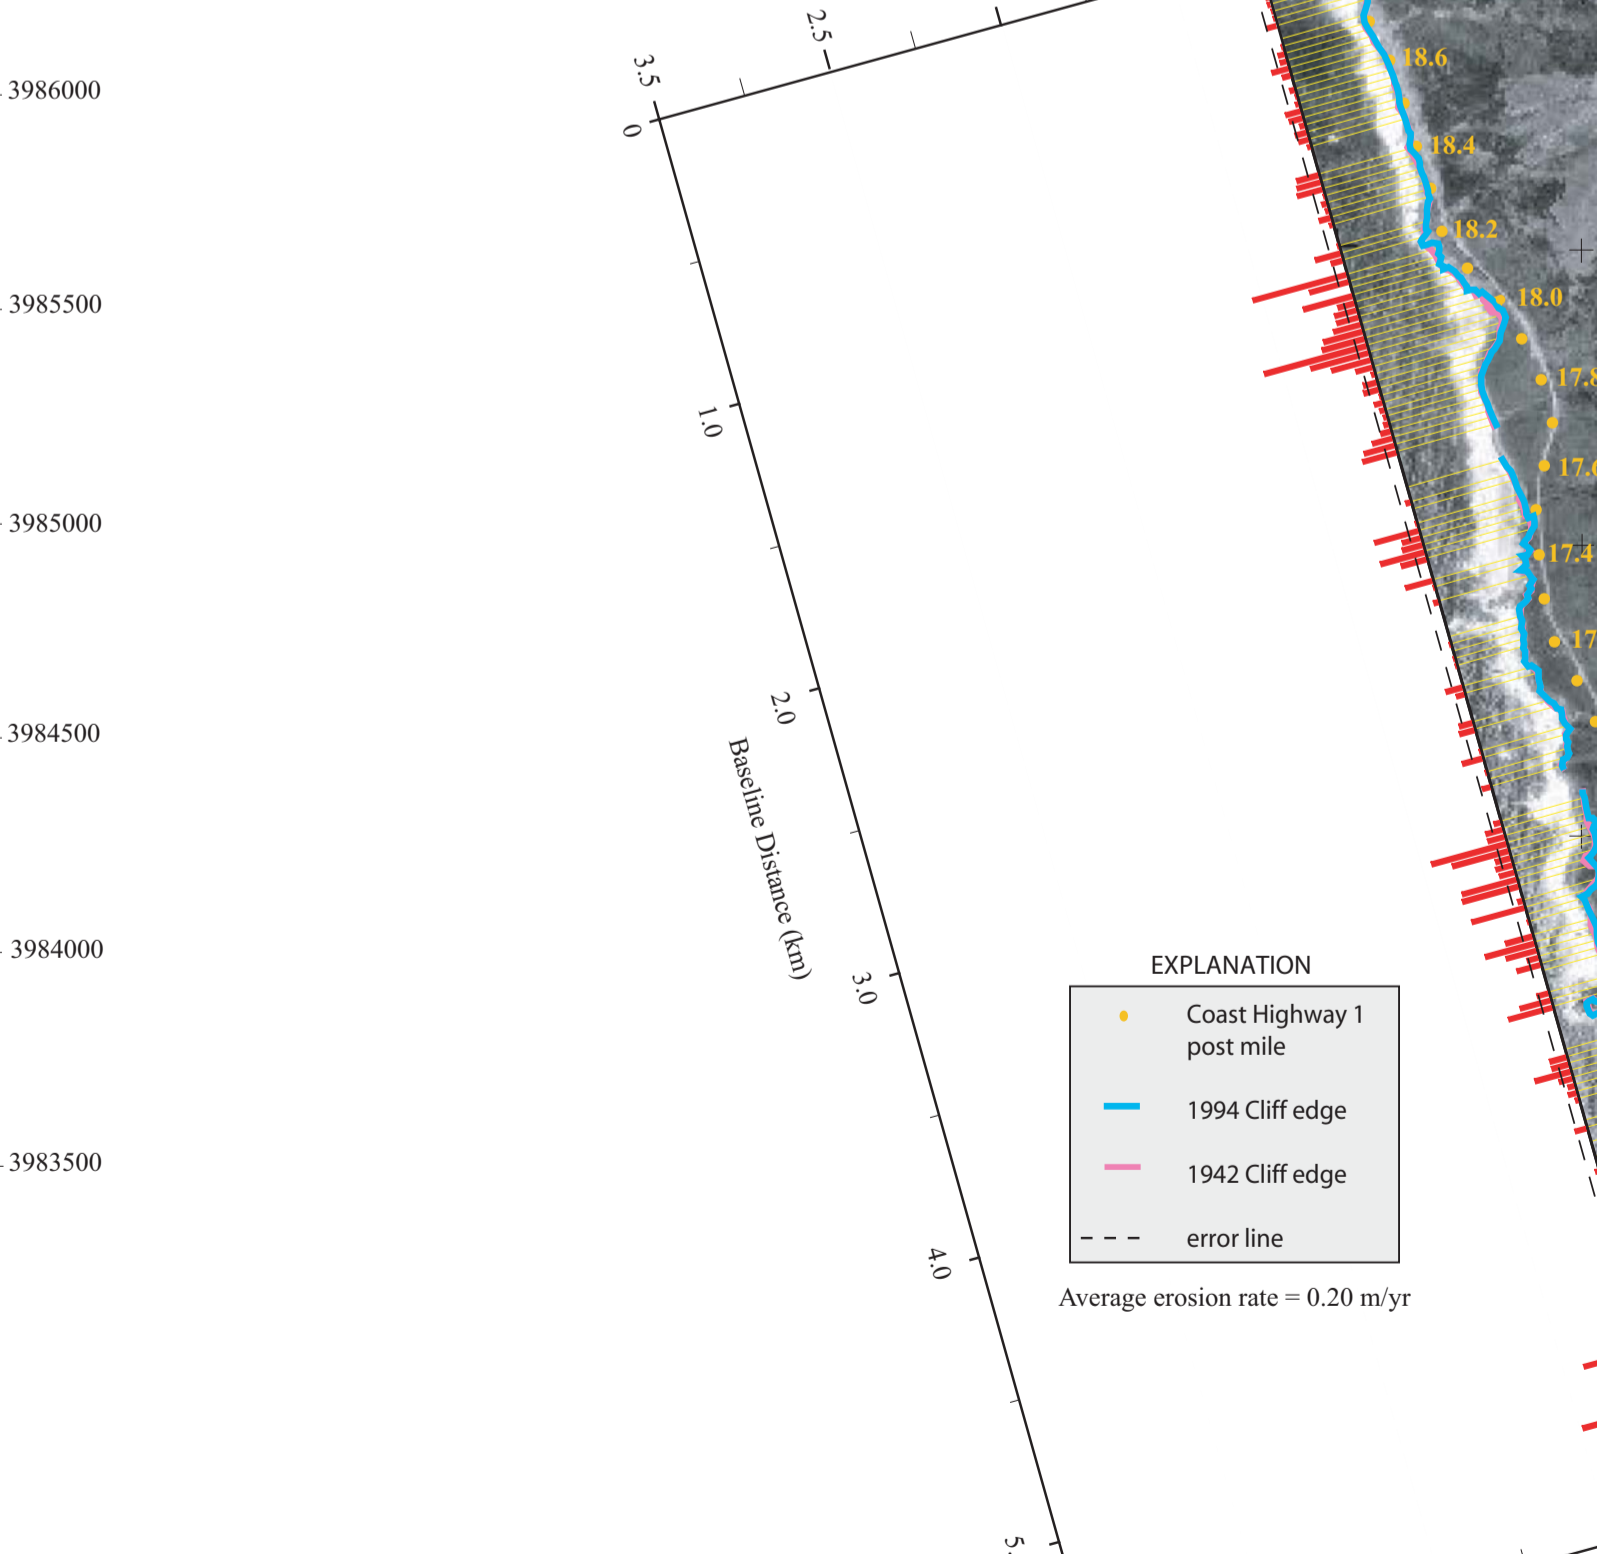 2.5
3.5
0
1.0
2.0
3.0
4.0
Baseline Distance (km)
3986000
3985500
3985000
3984500
3984000
3983500
18.6
18.4
18.2
18.0
17.8
17.4
EXPLANATION
Coast Highway 1
post mile
1994 Cliff edge
1942 Cliff edge
error line
Average erosion rate = 0.20 m/yr